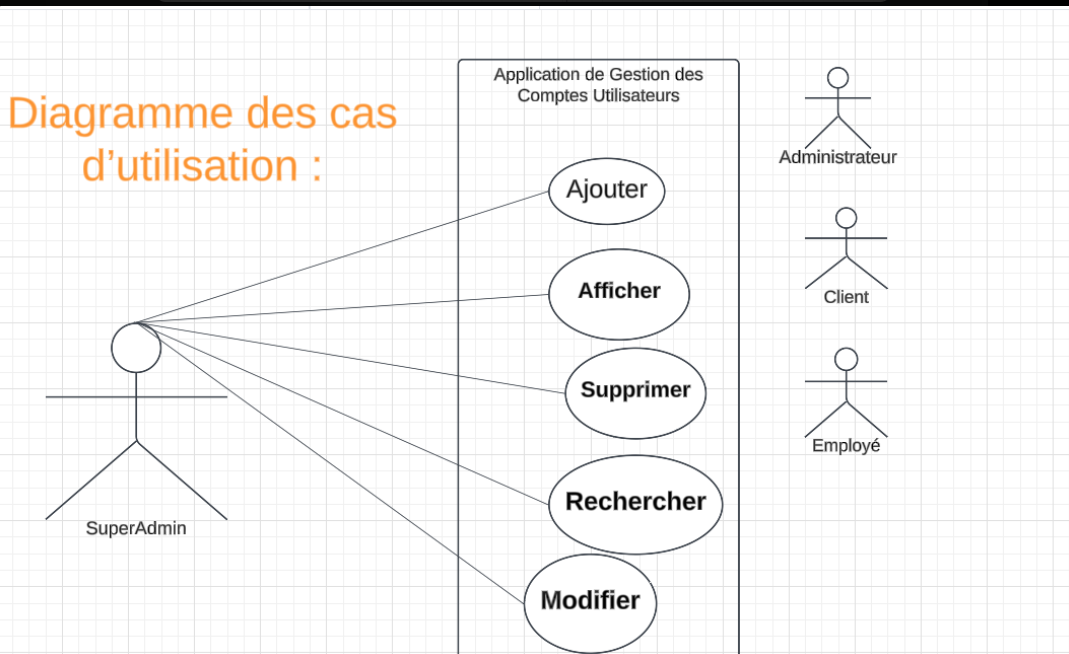 Diagramme des cas
d’utilisation :
Application de Gestion des
Comptes Utilisateurs
Ajouter
Afficher
Supprimer
Rechercher
Modifier
SuperAdmin
Administrateur
Client
Employé